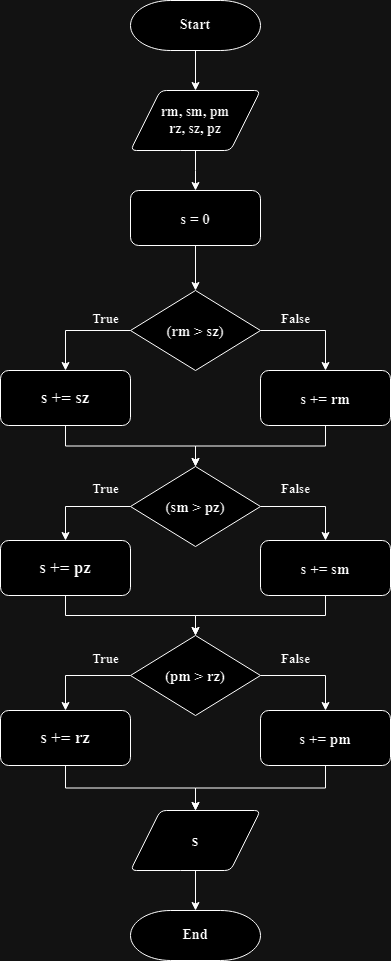 Start
rm, sm, pm
rz, sz, pz
s = 0
(rm > sz)
True
False
s += sz
s += rm
(sm > pz)
True
False
s += pz
s += sm
(pm > rz)
True
False
s += rz
s += pm
s
End